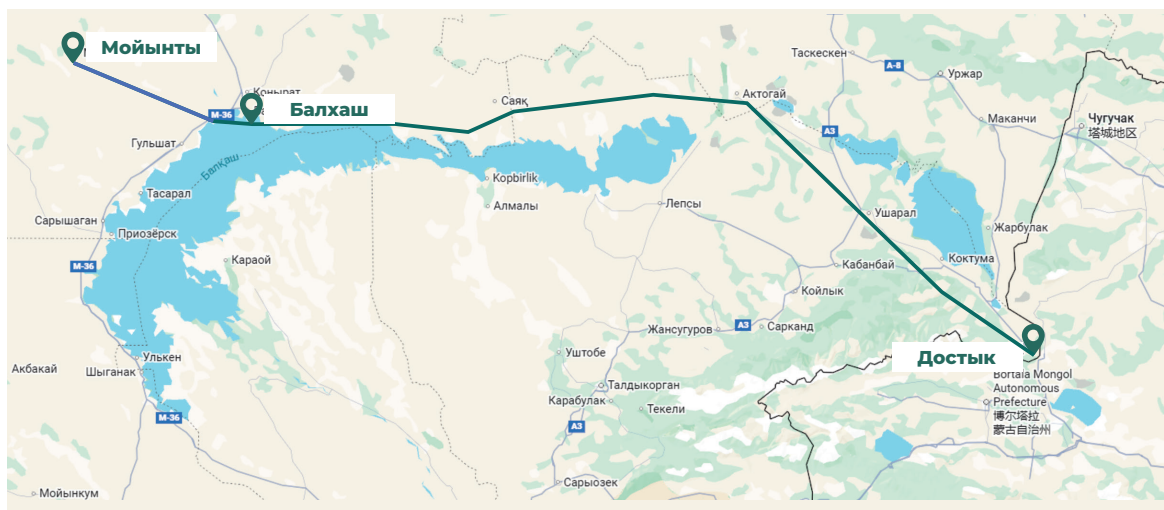 Мойынты
Таскескен
А-8
Уржар
Конырат
Балхаш
М-36
Саяқ
Актогай
Маканчи
Чугучак
塔城地区
А3
Гульшат
Балқаш
Kopbirlik
Тасарал
Алмалы
Лепсы
Ушарал
Сарышаган
Приозёрск
Жарбулак
Караой
М-36
Кабанбай
Коктума
Койлык
Жансугуров
А3
Сарканд
Достык
Уштобе
Улькен
Акбакай
Шыганак
Bortala Mongol
Autonomous
Prefecture
博尔塔拉
蒙古自治州
Талдыкорган
Карабулак
Текели
М-36
А3
Сарыозек
Мойынкум